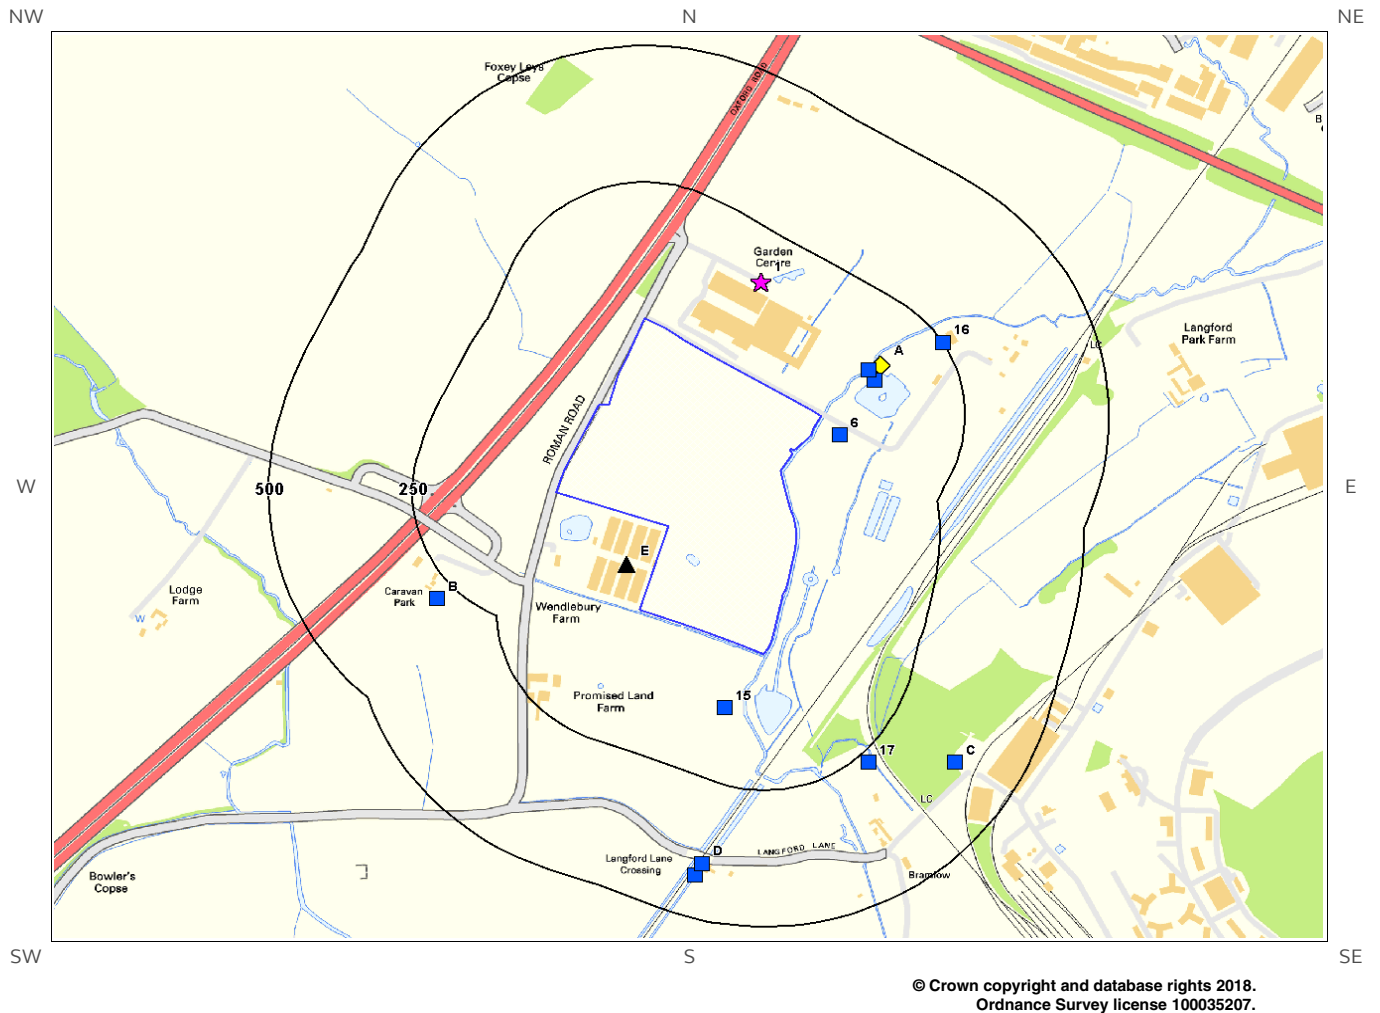 NW
N
NE
Foxey Leys
Copse
OXFORD ROAD
B
Garden
Centre
1
16
Langford
Park Farm
LC
A
6
ROMAN ROAD
W
500
250
E
E
B
Caravan
Park
Lodge
Farm
W
Wendlebury
Farm
Promised Land
Farm
15
17
C
LC
D
LANGFORD LANE
Langford Lane
Crossing
Bramlow
Bowler's
Copse
SW
S
SE
© Crown copyright and database rights 2018.
Ordnance Survey license 100035207.